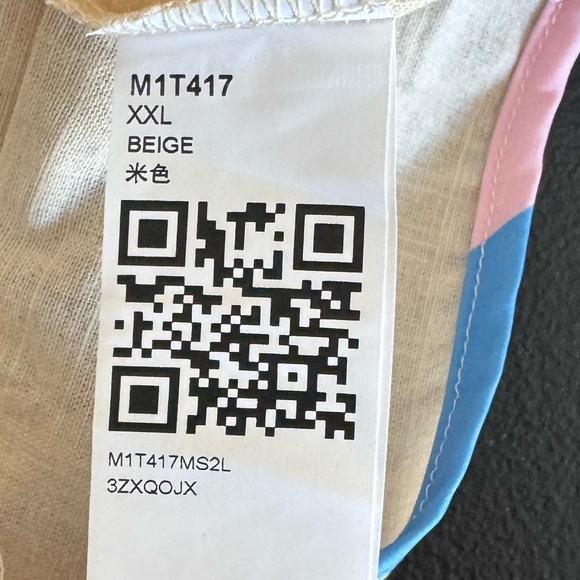 M1T417
XXL
BEIGE
米色
M1T417MS2L
3ZXQOJX